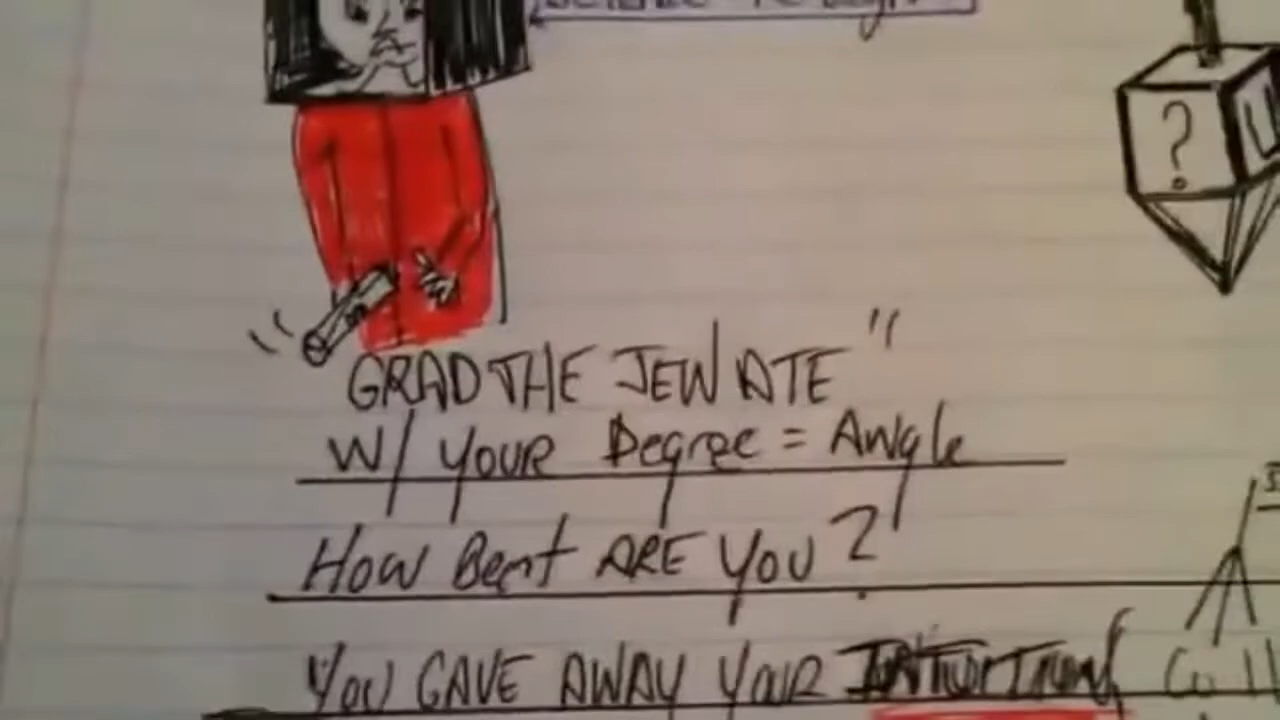 ?
U
"GRAD THE JEW ATE"
W/ YOUR Degree = Angle
How Bent ARE YOU?
YOU GAVE AWAY YOUR